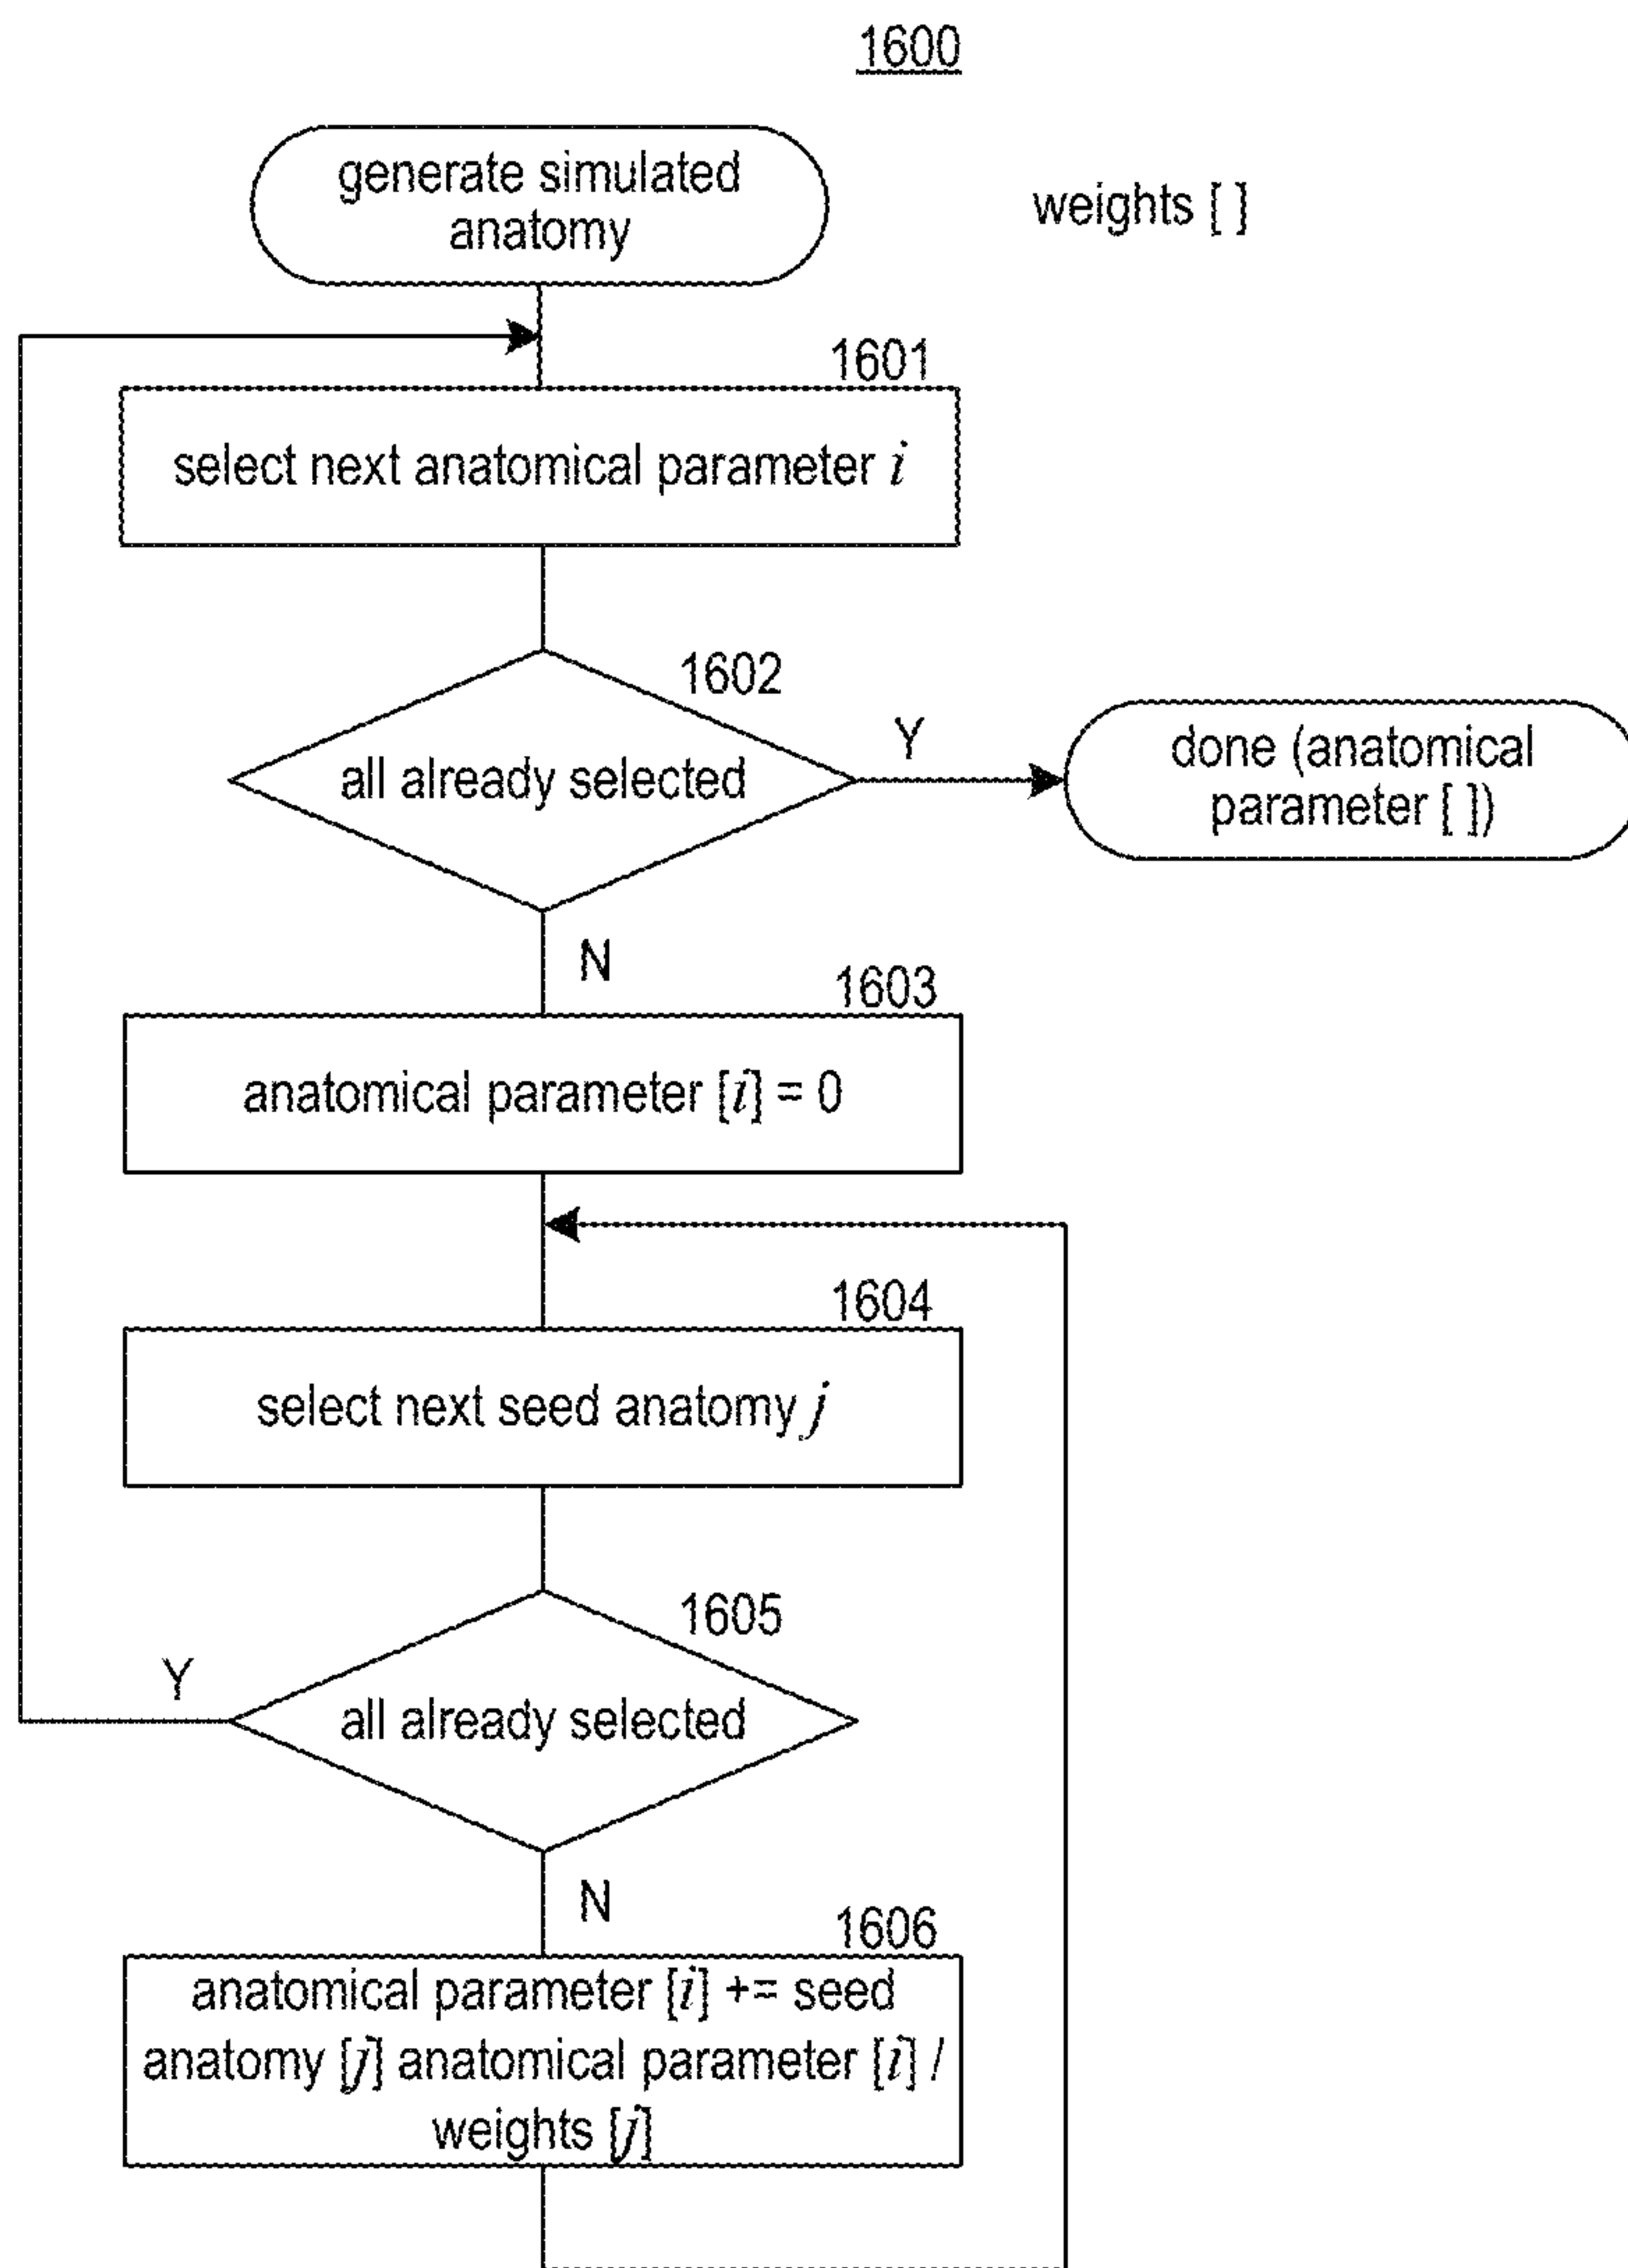 1600
generate simulated
anatomy
weights [ ]
1601
select next anatomical parameter i
1602
all already selected
Y
done (anatomical
parameter [ ])
N
1603
anatomical parameter [i] = 0
1604
select next seed anatomy j
1605
all already selected
Y
N
1606
anatomical parameter [i] += seed
anatomy [j] anatomical parameter [i] /
weights [j]